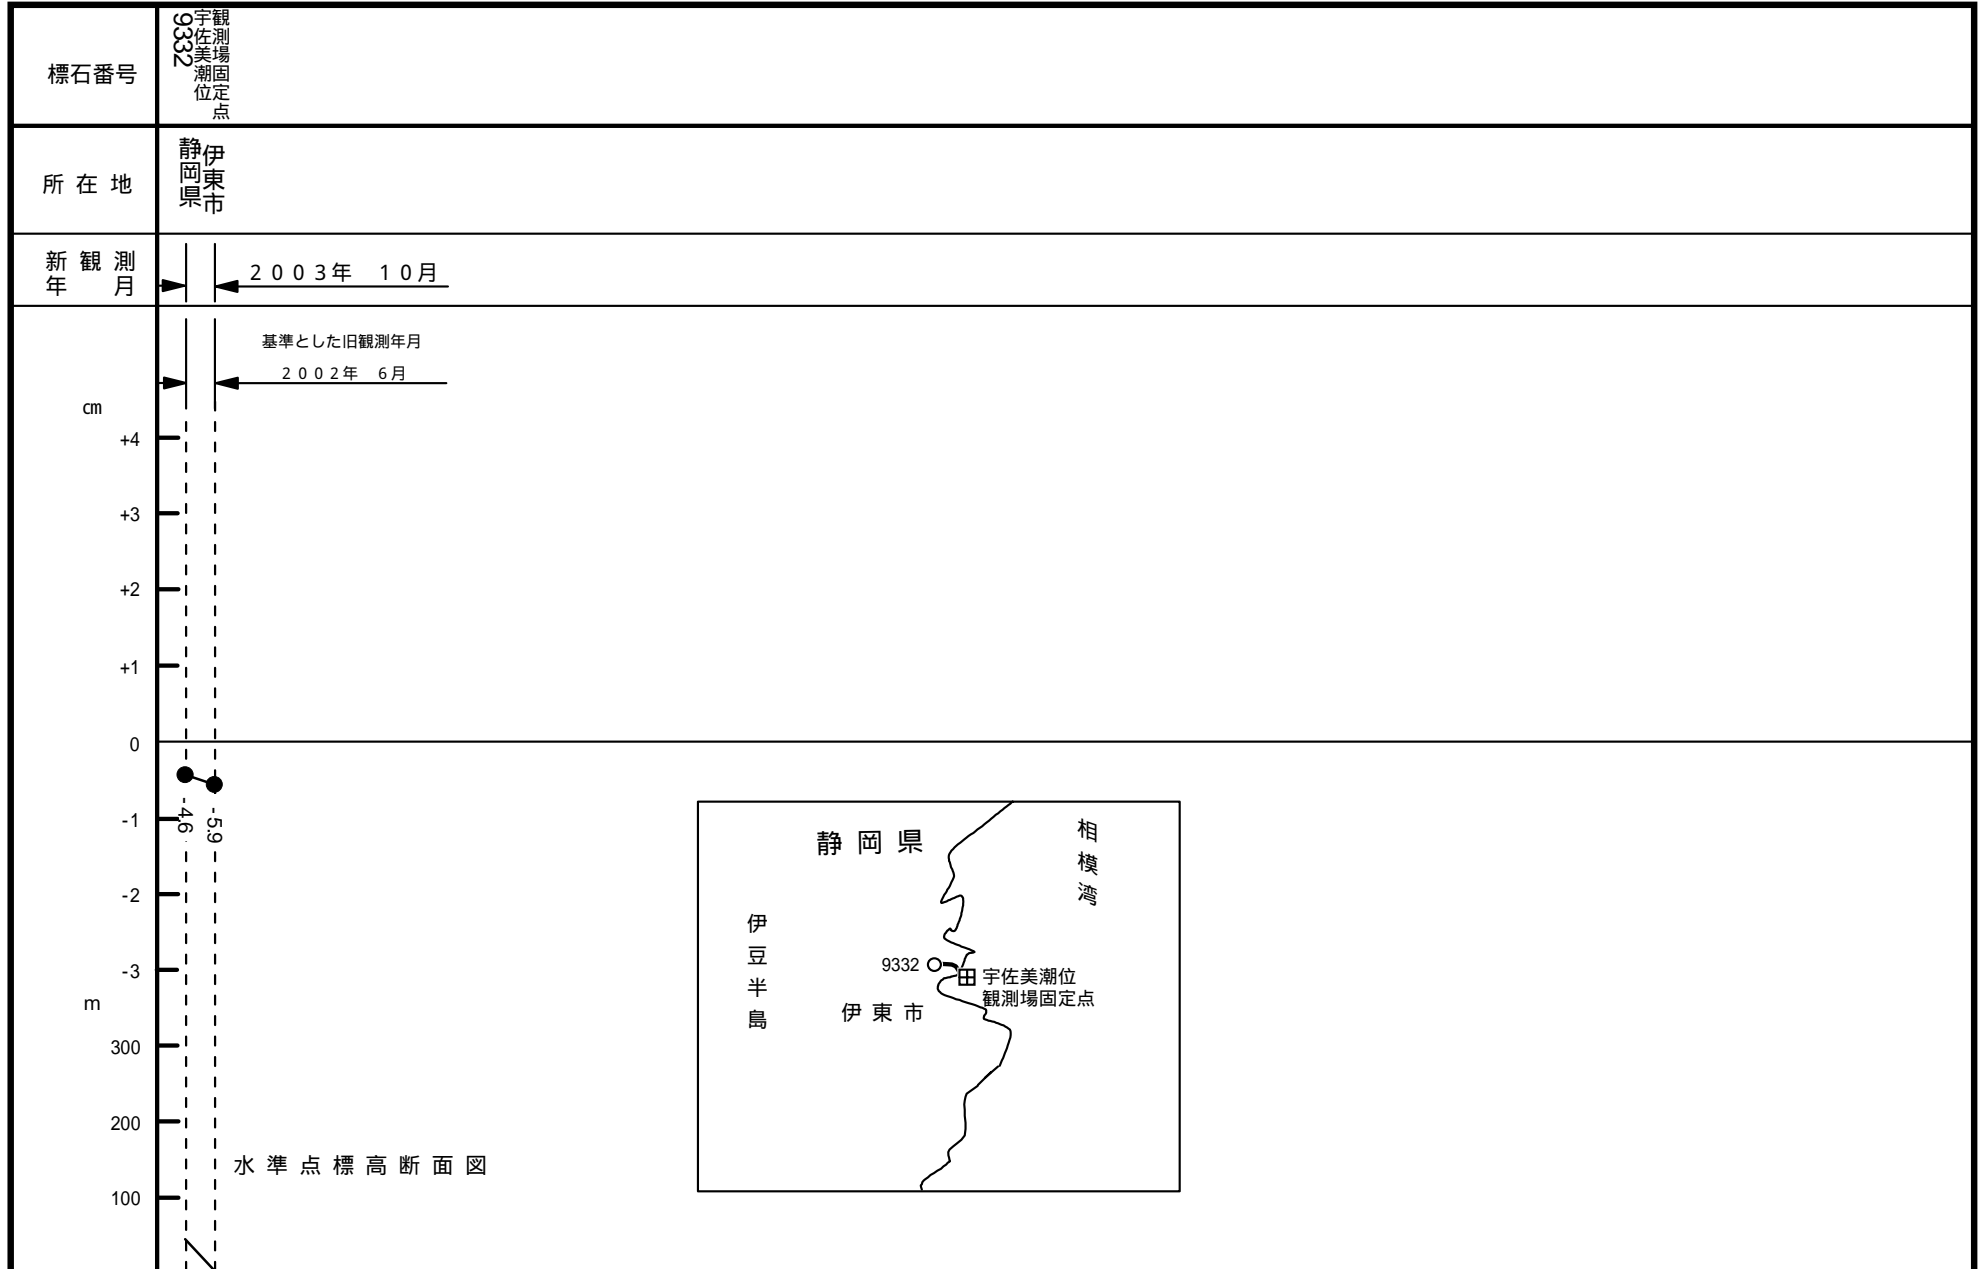 標石番号
9332
宇佐美潮位
観測場固定点
所在地
静岡県
伊東市
新観測
年月
2003年 10月
基準とした旧観測年月
2002年 6月
cm
+4
+3
+2
+1
0
-1
-2
-3
-4.6
-5.9
m
300
200
100
水準点標高断面図
静岡県
相模湾
伊豆半島
9332
宇佐美潮位
観測場固定点
伊東市